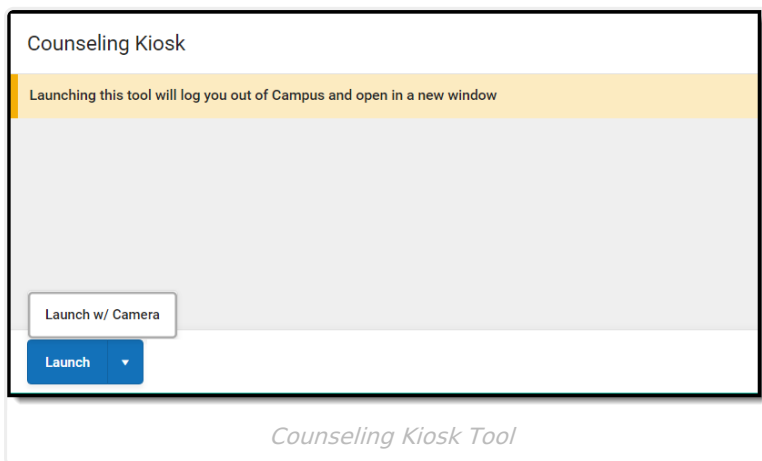 Counseling Kiosk
Launching this tool will log you out of Campus and open in a new window
Launch w/ Camera
Launch
Counseling Kiosk Tool